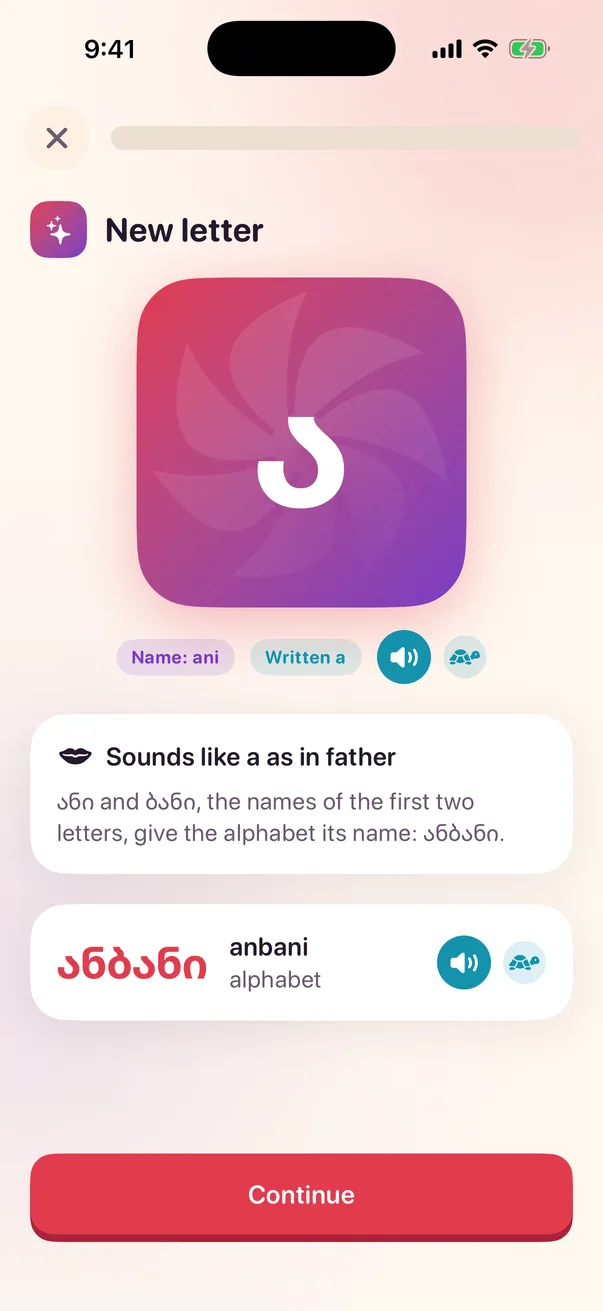 9:41
New letter
ა
Name: ani
Written a
Sounds like a as in father
ანი and ბანი, the names of the first two
letters, give the alphabet its name: ანბანი.
ანბანი
anbani
alphabet
Continue